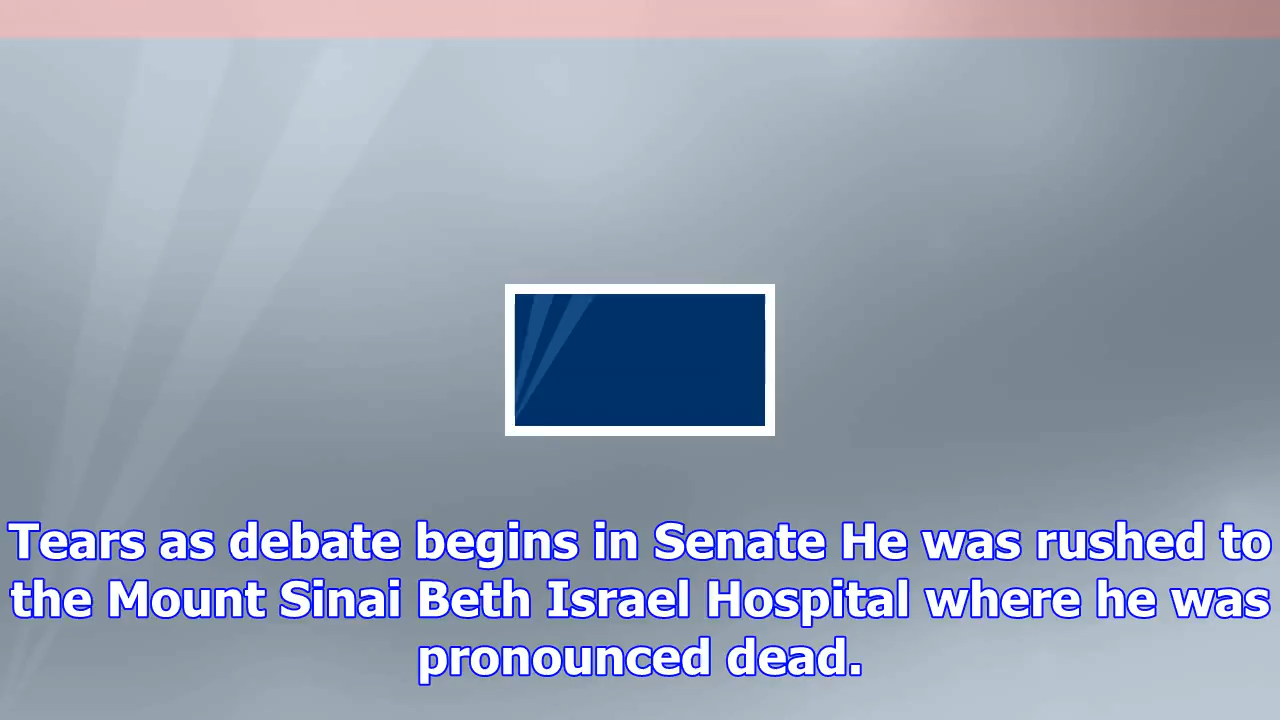 Tears as debate begins in Senate He was rushed to
the Mount Sinai Beth Israel Hospital where he was
pronounced dead.